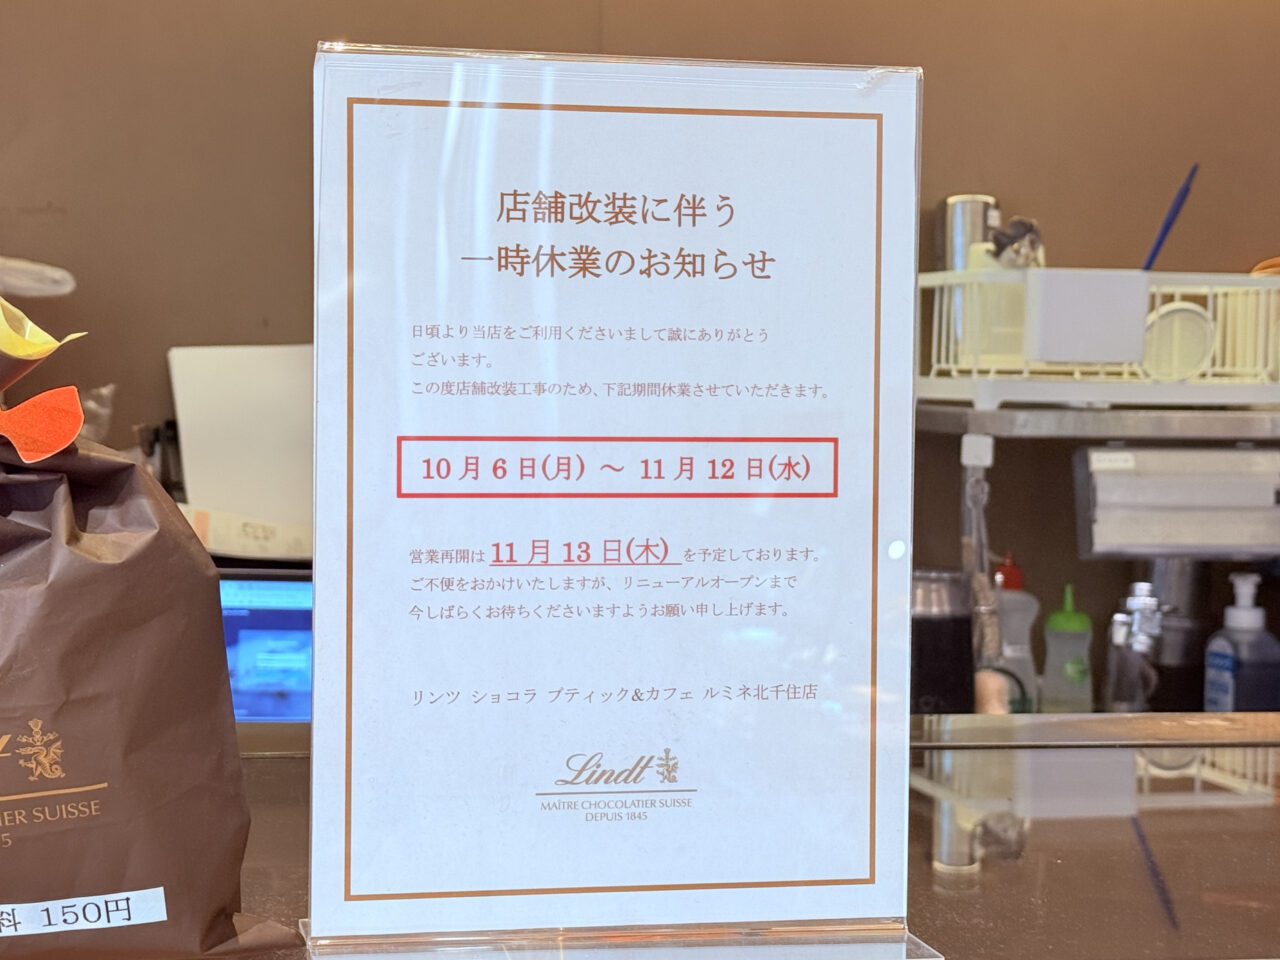 店舗改装に伴う
一時休業のお知らせ
日頃より当店をご利用くださいまして誠にありがとう
ございます。
この度店舗改装工事のため、下記期間休業させていただきます。
10月6日(月) ～ 11月12日(水)
営業再開は 11月13日(木) を予定しております。
ご不便をおかけいたしますが、リニューアルオープンまで
今しばらくお待ちくださいますようお願い申し上げます。
リンツ ショコラ ブティック&カフェ ルミネ北千住店
Lindt
MAÎTRE CHOCOLATIER SUISSE
DEPUIS 1845
IER SUISSE
料 150円